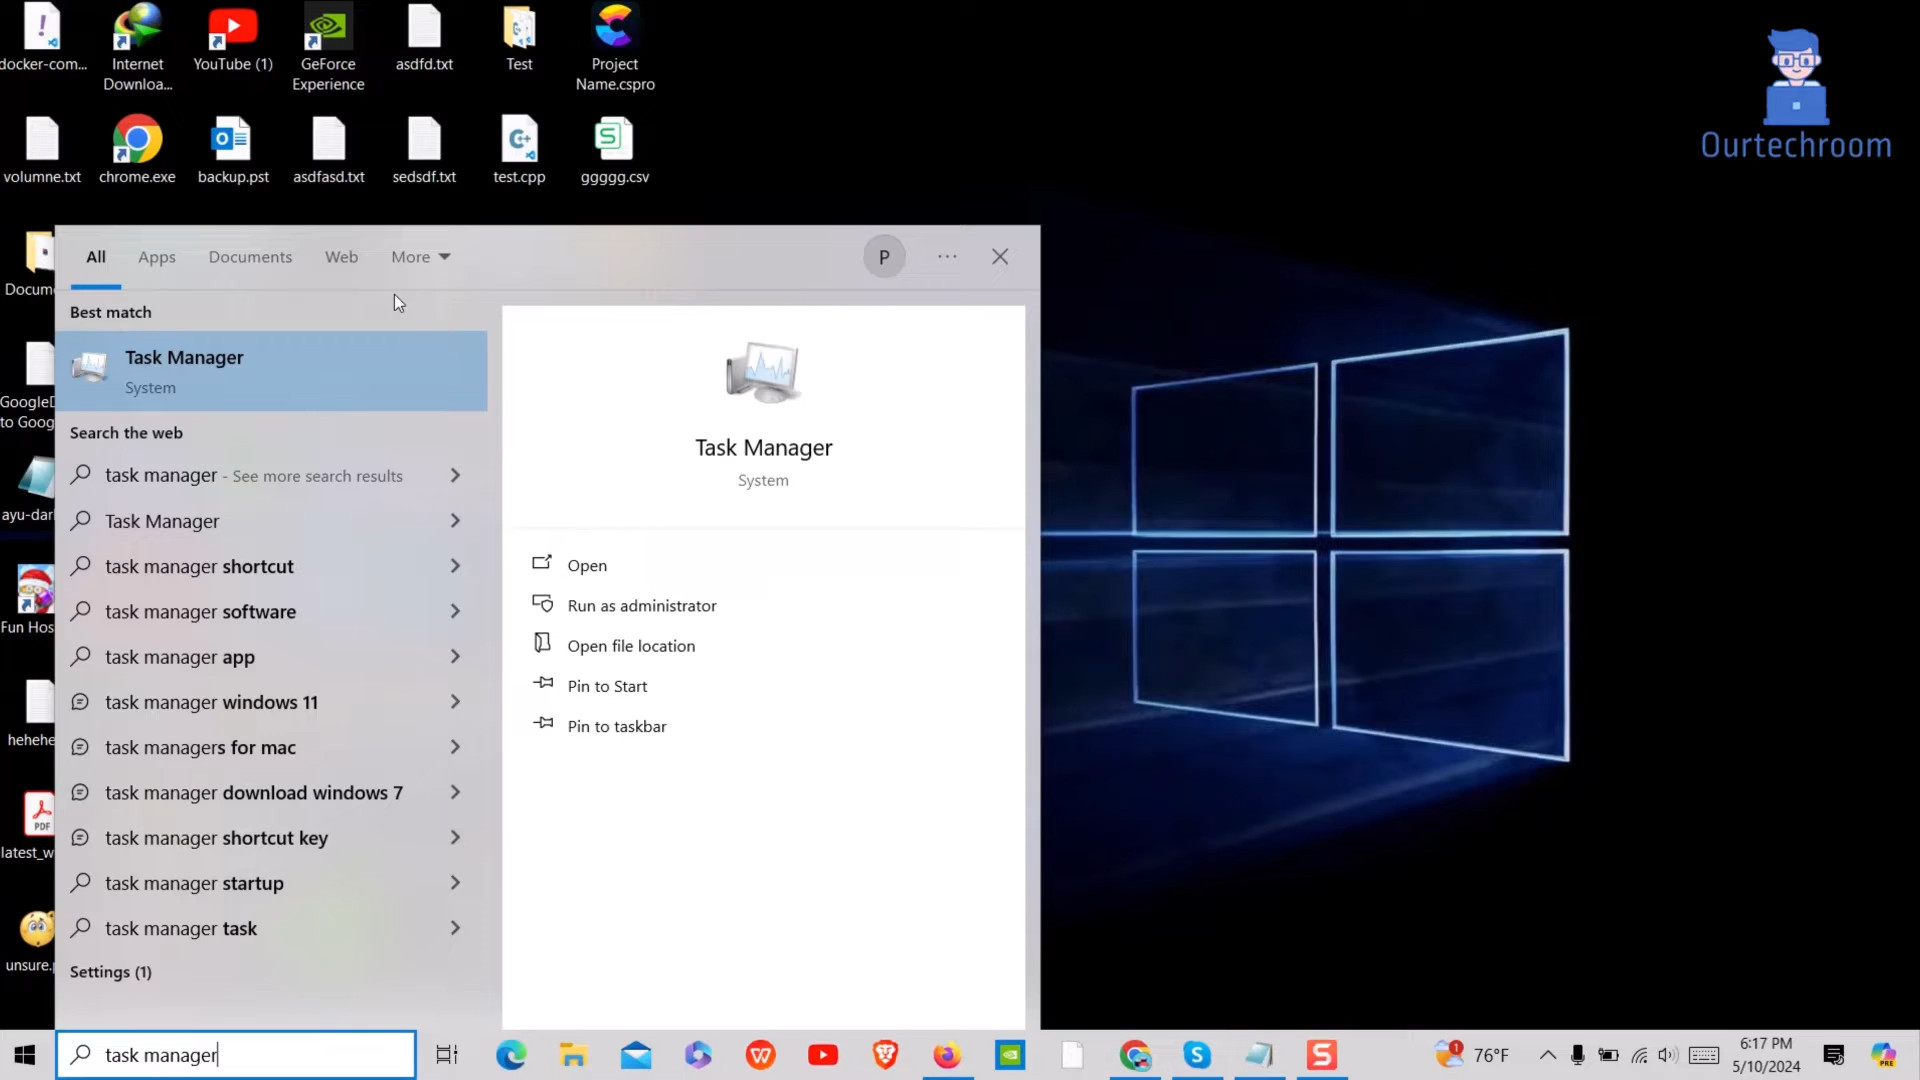 docker-com...
Internet
Downloa...
YouTube (1)
GeForce
Experience
asdfd.txt
Test
Project
Name.cspro
volumne.txt
chrome.exe
backup.pst
asdfasd.txt
sedsdf.txt
test.cpp
ggggg.csv
Ourtechroom
Docum
GoogleD
to Goog
ayu-dar
Fun Hos
hehehe
PDF
latest_w
unsure.p
All
Apps
Documents
Web
More
P
Best match
Task Manager
System
Search the web
task manager - See more search results
Task Manager
task manager shortcut
task manager software
task manager app
task manager windows 11
task managers for mac
task manager download windows 7
task manager shortcut key
task manager startup
task manager task
Settings (1)
Task Manager
System
Open
Run as administrator
Open file location
Pin to Start
Pin to taskbar
task manager
76°F
6:17 PM
5/10/2024